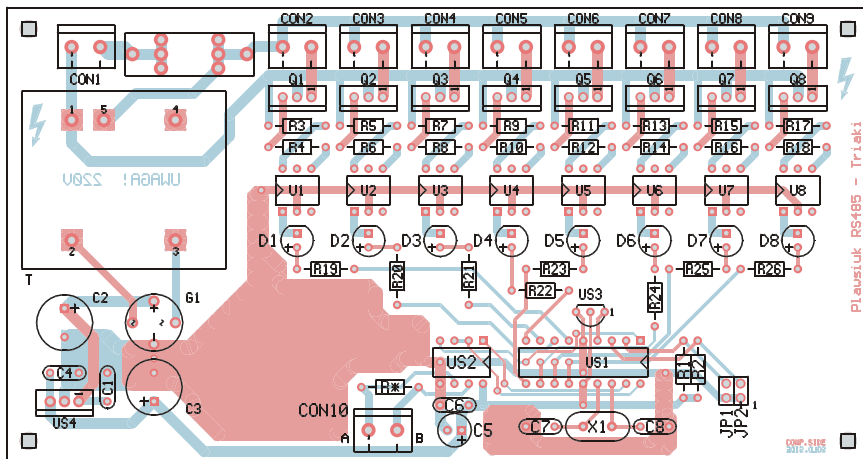 CON2 CON3 CON4 CON5 CON6 CON7 CON8 CON9
CON1 Q1 Q2 Q3 Q4 Q5 Q6 Q7 Q8
1 5 4
R3 R5 R7 R9 R11 R13 R15 R17
R4 R6 R8 R10 R12 R14 R16 R18
UWAGA! 220V
U1 U2 U3 U4 U5 U6 U7 U8
2 3
D1 D2 D3 D4 D5 D6 D7 D8
R19 R20 R21 R23 R25 R26
T
R22 R24
C2 G1 US3
1
US2 US1 R1 R2
C4 C1 R*
C3 C6
US4 CON10
A B C5 C7 X1 C8 JP1 JP2 1
Plawsiuk RS485 - Triaki
COMP.SIDE